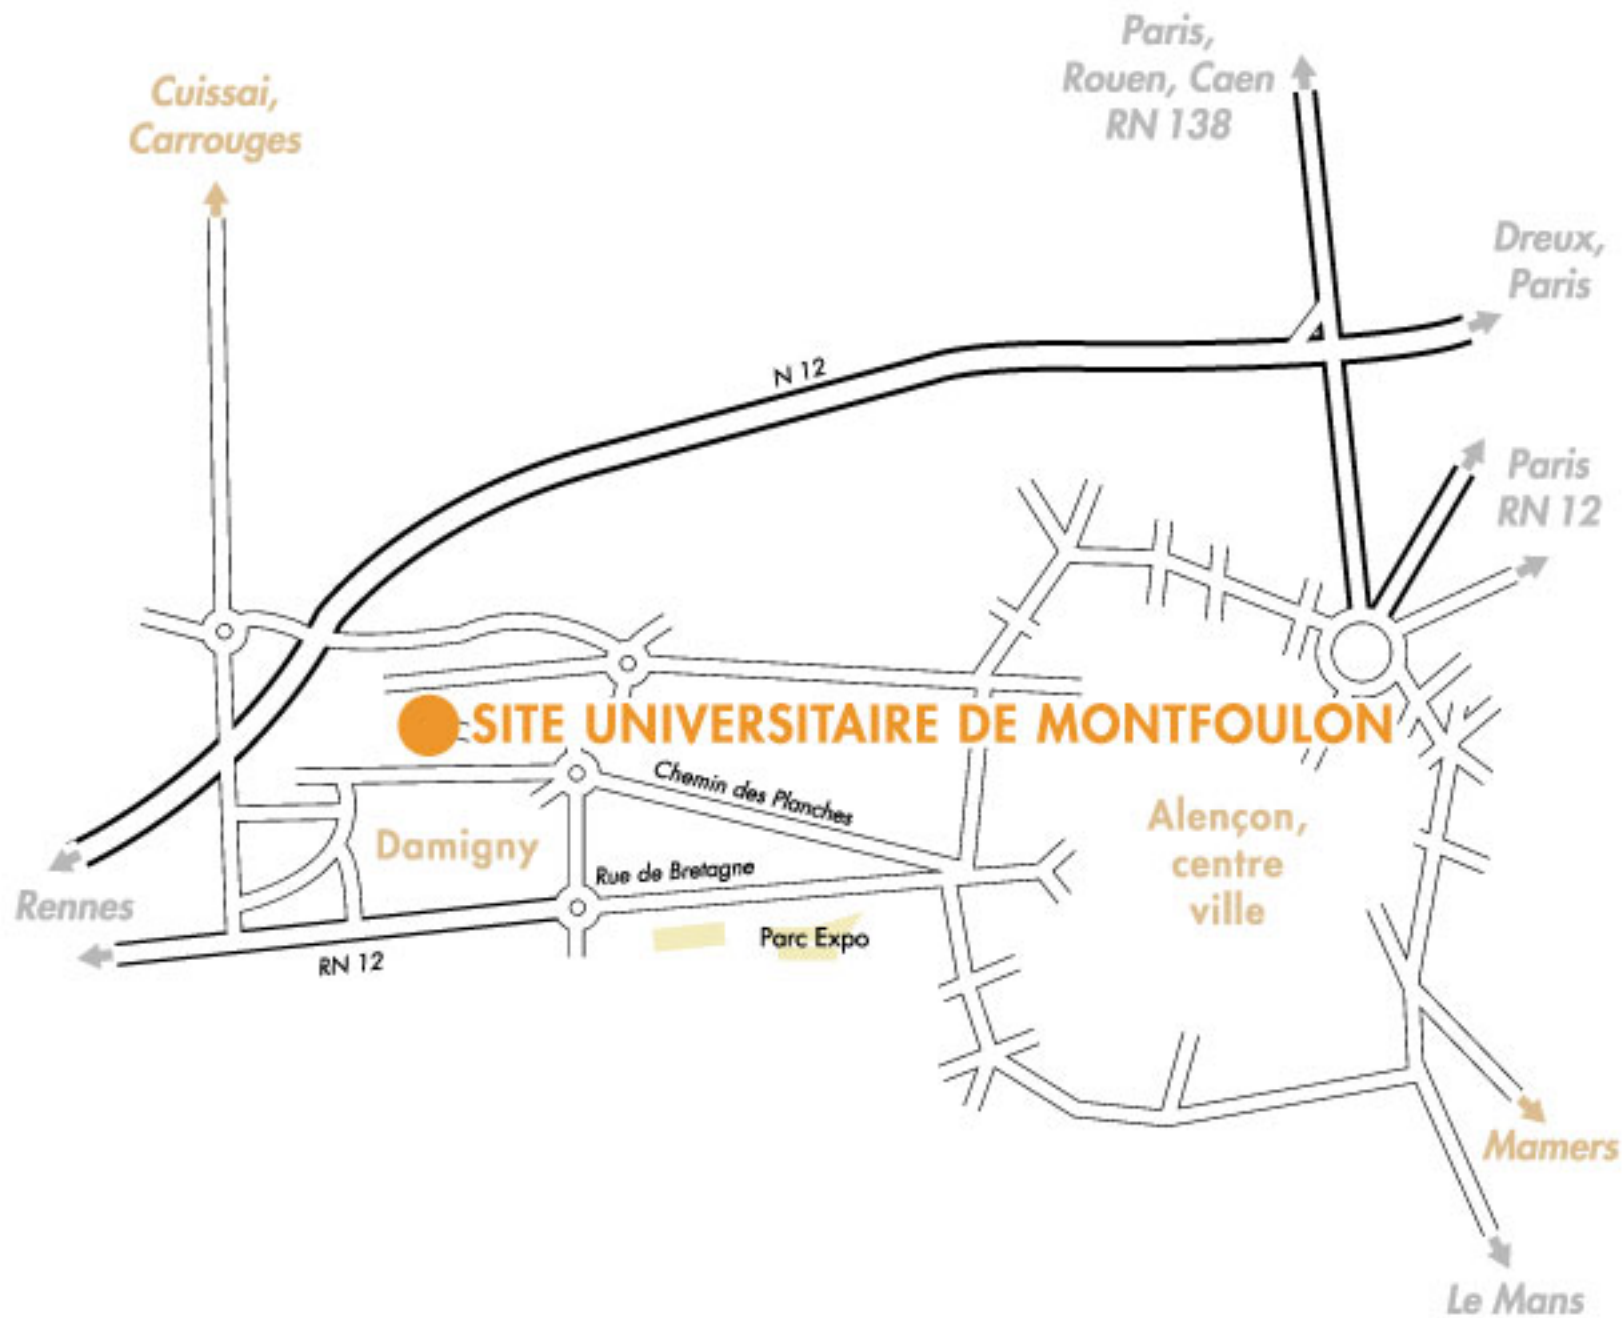 Paris,
Rouen, Caen
RN 138
Cuissai,
Carrouges
Dreux,
Paris
N 12
Paris
RN 12
SITE UNIVERSITAIRE DE MONTFOULON
Chemin des Planches
Alençon,
centre
ville
Damigny
Rue de Bretagne
Rennes
Parc Expo
RN 12
Mamers
Le Mans